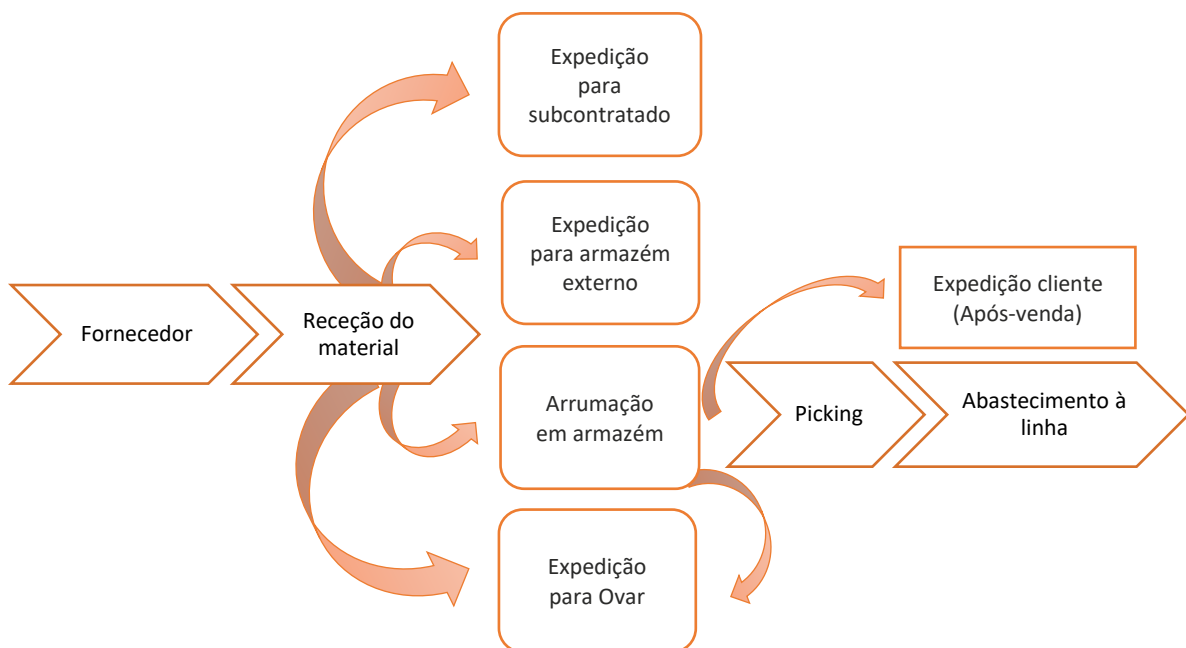 Fornecedor
Receção do
material
Expedição
para
subcontratado
Expedição
para armazém
externo
Arrumação
em armazém
Expedição
para Ovar
Expedição cliente
(Após-venda)
Picking
Abastecimento à
linha